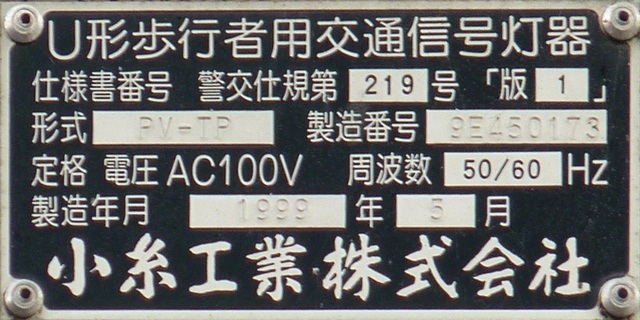 U形歩行者用交通信号灯器
仕様書番号 警交仕規第 219 号 「版 1 」
形式 PV-TP 製造番号 9E450173
定格 電圧 AC100V 周波数 50/60 Hz
製造年月 1999 年 5 月
小糸工業株式会社